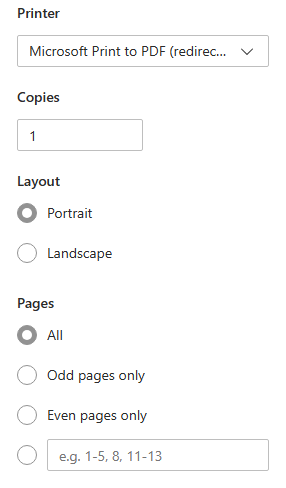 Printer
Microsoft Print to PDF (redirec...
Copies
1
Layout
Portrait
Landscape
Pages
All
Odd pages only
Even pages only
e.g. 1-5, 8, 11-13